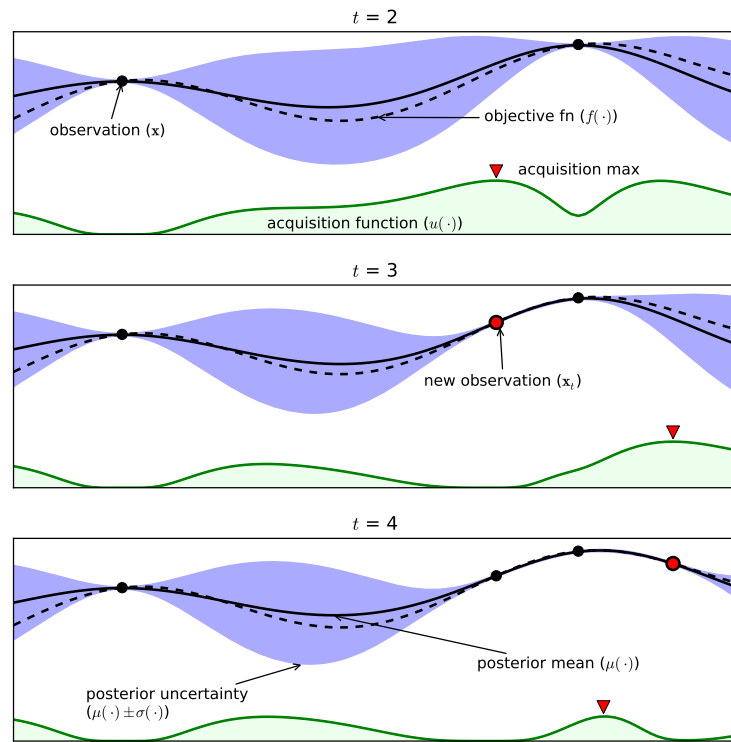 t = 2
observation (x)
objective fn (f(·))
acquisition max
acquisition function (u(·))
t = 3
new observation (xₜ)
t = 4
posterior mean (μ(·))
posterior uncertainty
(μ(·)±σ(·))